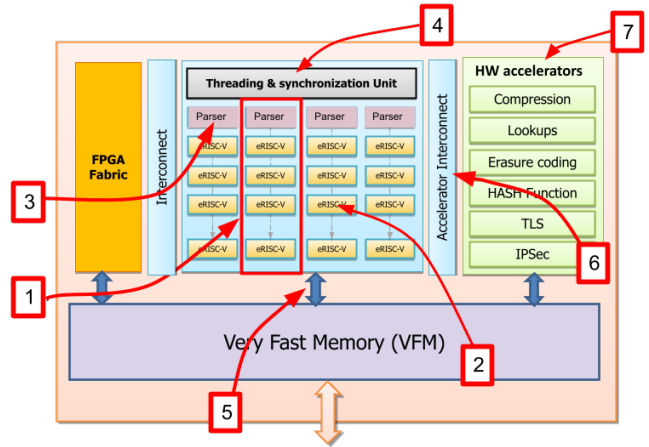 4
7
Threading & synchronization Unit
HW accelerators
Compression
Lookups
Erasure coding
HASH Function
TLS
IPSec
FPGA
Fabric
Interconnect
Parser Parser Parser Parser
eRISC-V eRISC-V eRISC-V eRISC-V
eRISC-V eRISC-V eRISC-V eRISC-V
eRISC-V eRISC-V eRISC-V eRISC-V
eRISC-V eRISC-V eRISC-V eRISC-V
Accelerator Interconnect
3
1
6
Very Fast Memory (VFM)
2
5